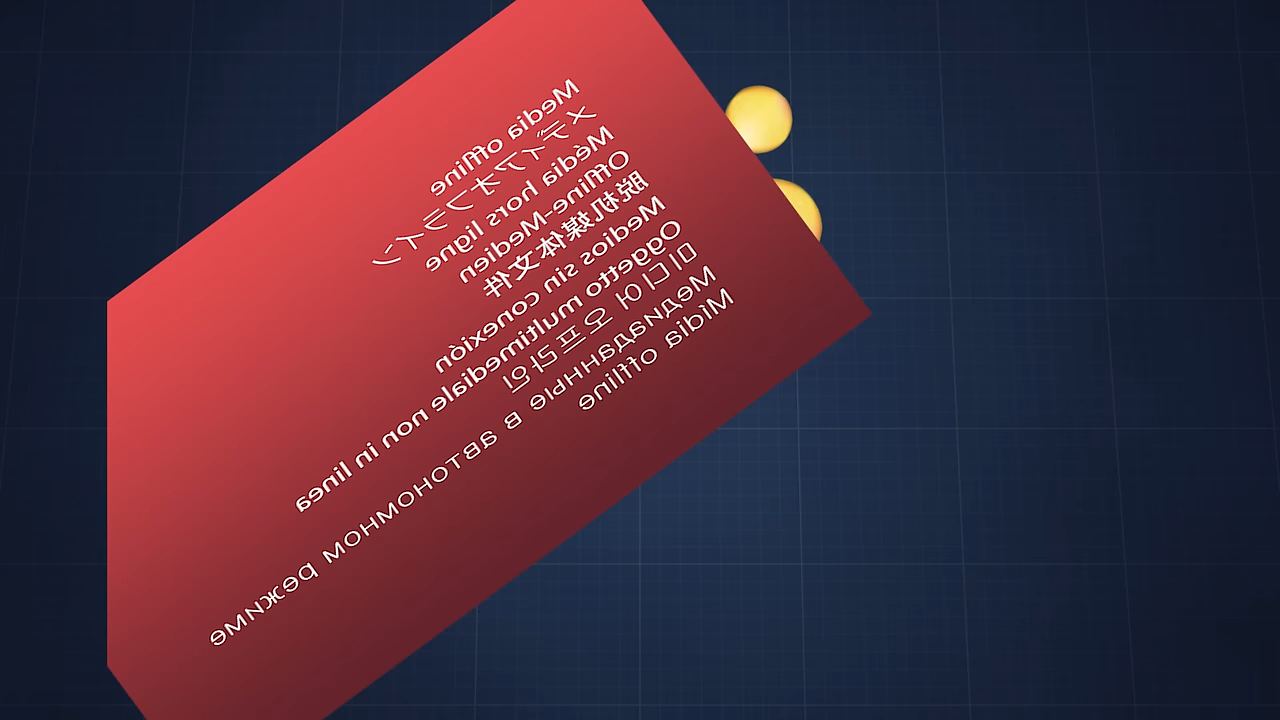 Media offline
メディアオフライン
Média hors ligne
Offline-Medien
脱机媒体文件
Medios sin conexión
Oggetto multimediale non in linea
미디어 오프라인
Медиаданные в автономном режиме
Mídia offline